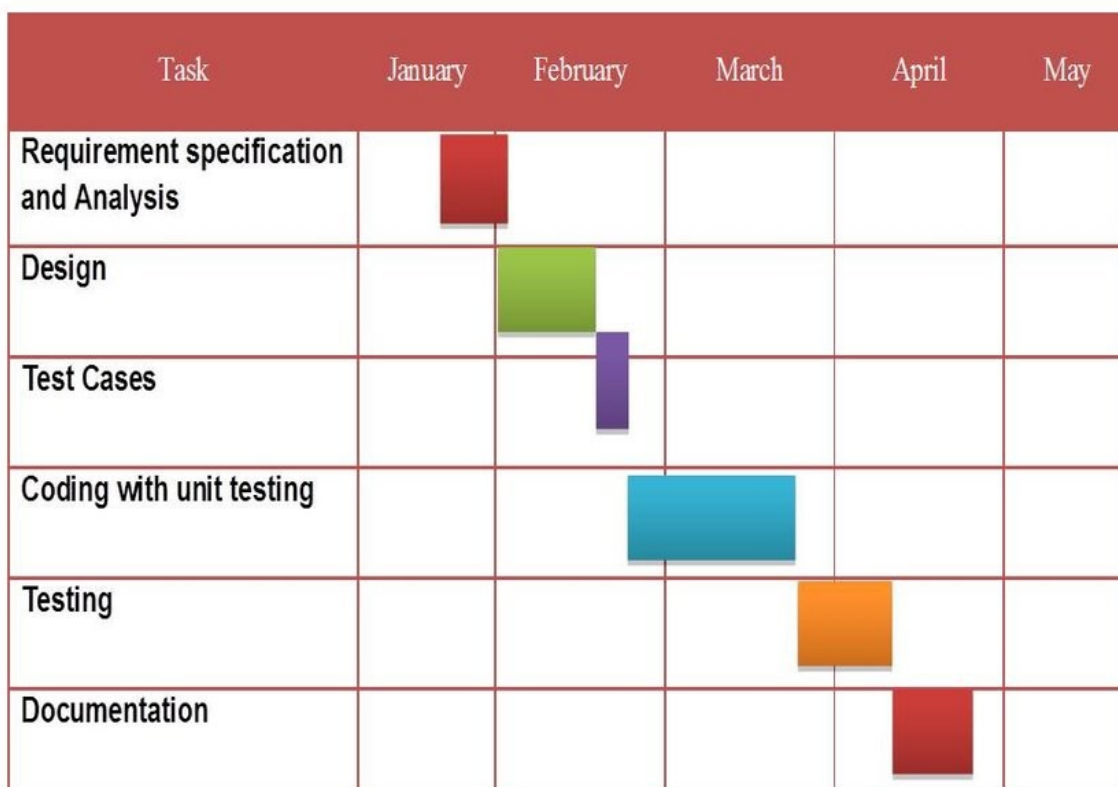 Task January February March April May
Requirement specification
and Analysis
Design
Test Cases
Coding with unit testing
Testing
Documentation